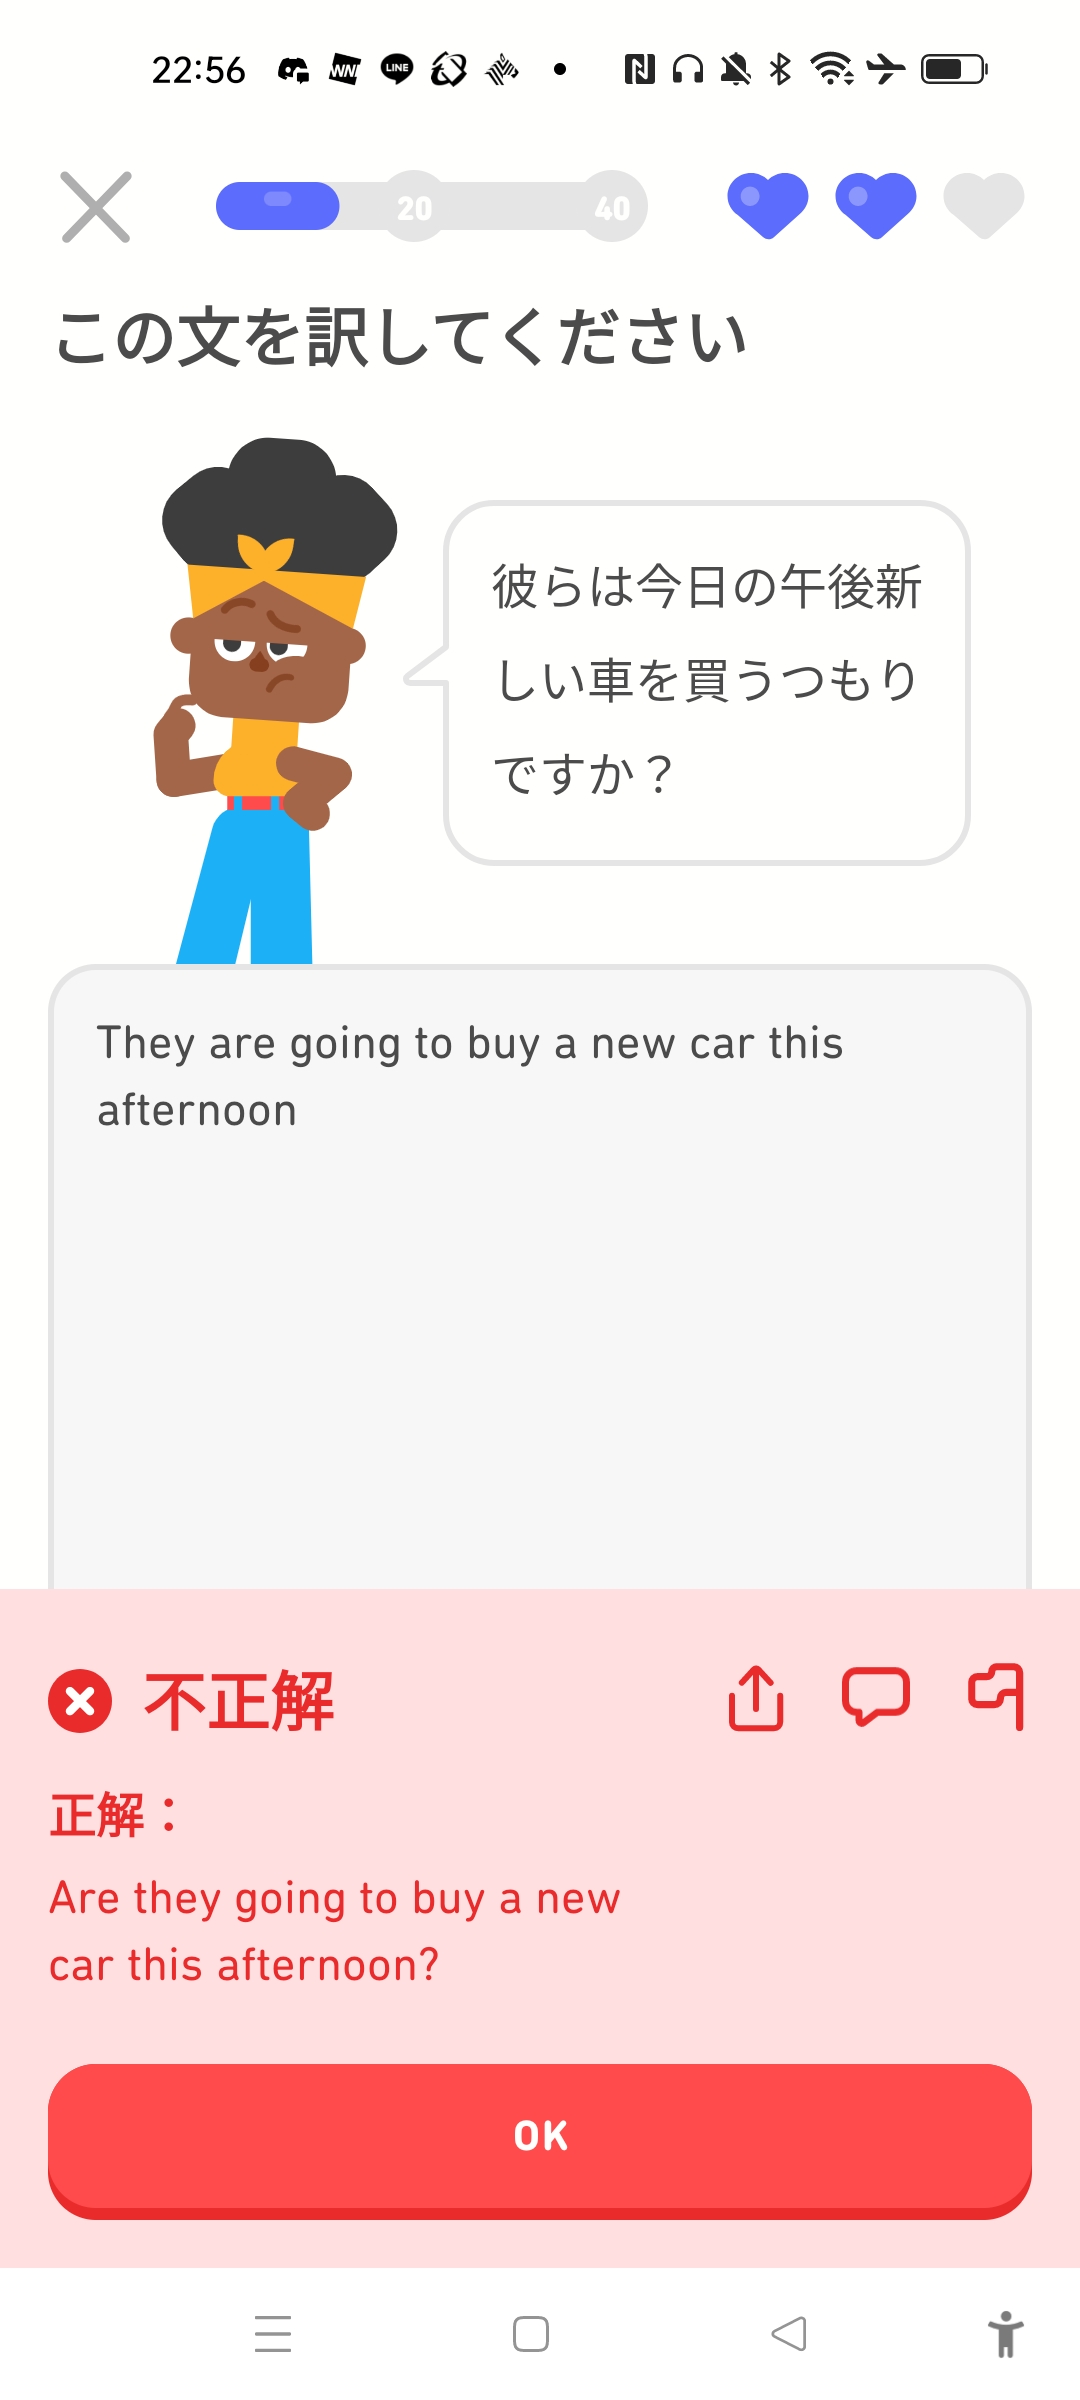 22:56
LINE
20
40
この文を訳してください
彼らは今日の午後新
しい車を買うつもり
ですか？
They are going to buy a new car this
afternoon
不正解
正解：
Are they going to buy a new
car this afternoon?
OK